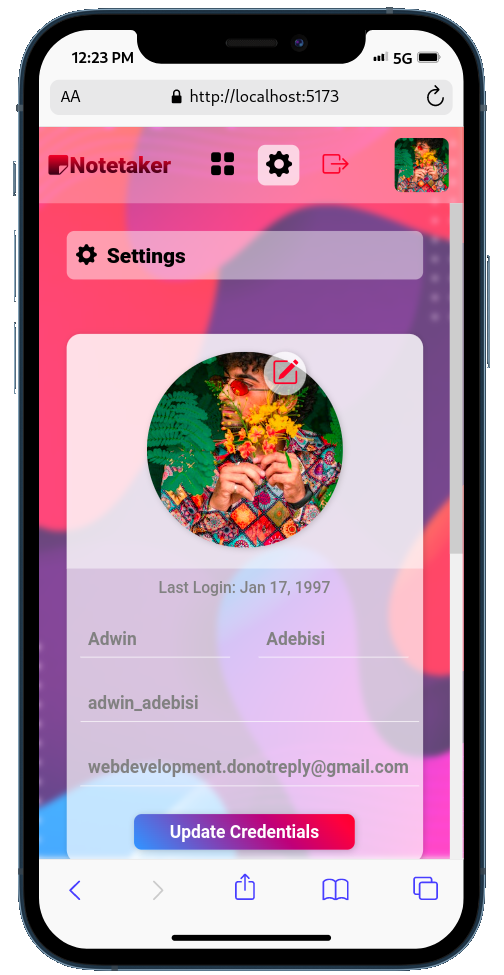 12:23 PM
5G
AA
http://localhost:5173
Notetaker
Settings
Last Login: Jan 17, 1997
Adwin
Adebisi
adwin_adebisi
webdevelopment.donotreply@gmail.com
Update Credentials